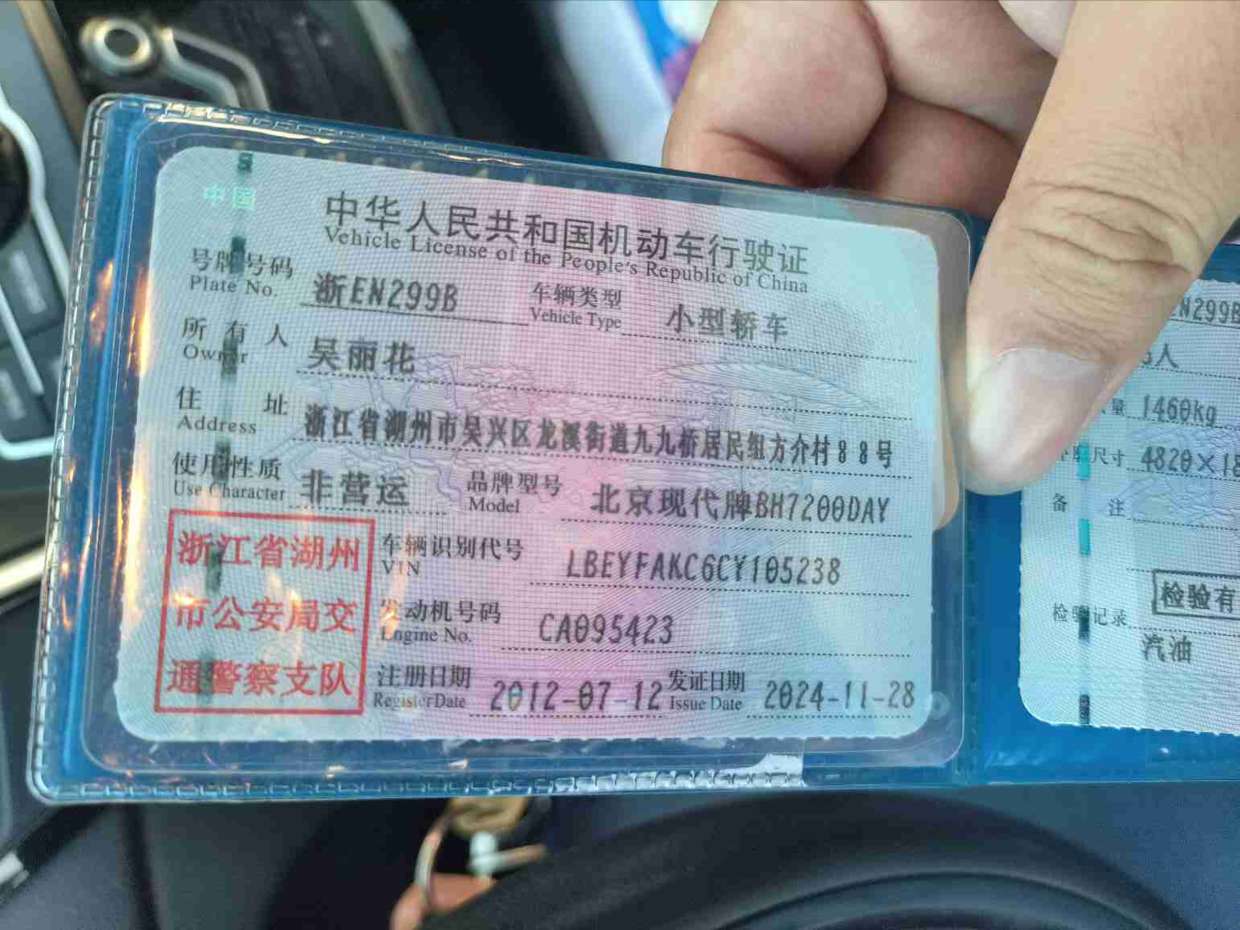 中国
中华人民共和国机动车行驶证
Vehicle License of the People's Republic of China
号牌号码 浙EN299B 车辆类型 小型轿车
Plate No. Vehicle Type
所有人 吴丽花
Owner
住址 浙江省湖州市吴兴区龙溪街道九九桥居民组方介村88号
Address
使用性质 非营运 品牌型号 北京现代牌BH7200DAY
Use Character Model
浙江省湖州
市公安局交
通警察支队
车辆识别代号 LBEYFAKC6CY105238
VIN
发动机号码 CA095423
Engine No.
注册日期 2012-07-12 发证日期 2024-11-28
Register Date Issue Date
N299B
5人
量 1460kg
尺寸 4820×18
备注
检验有
检验记录
汽油